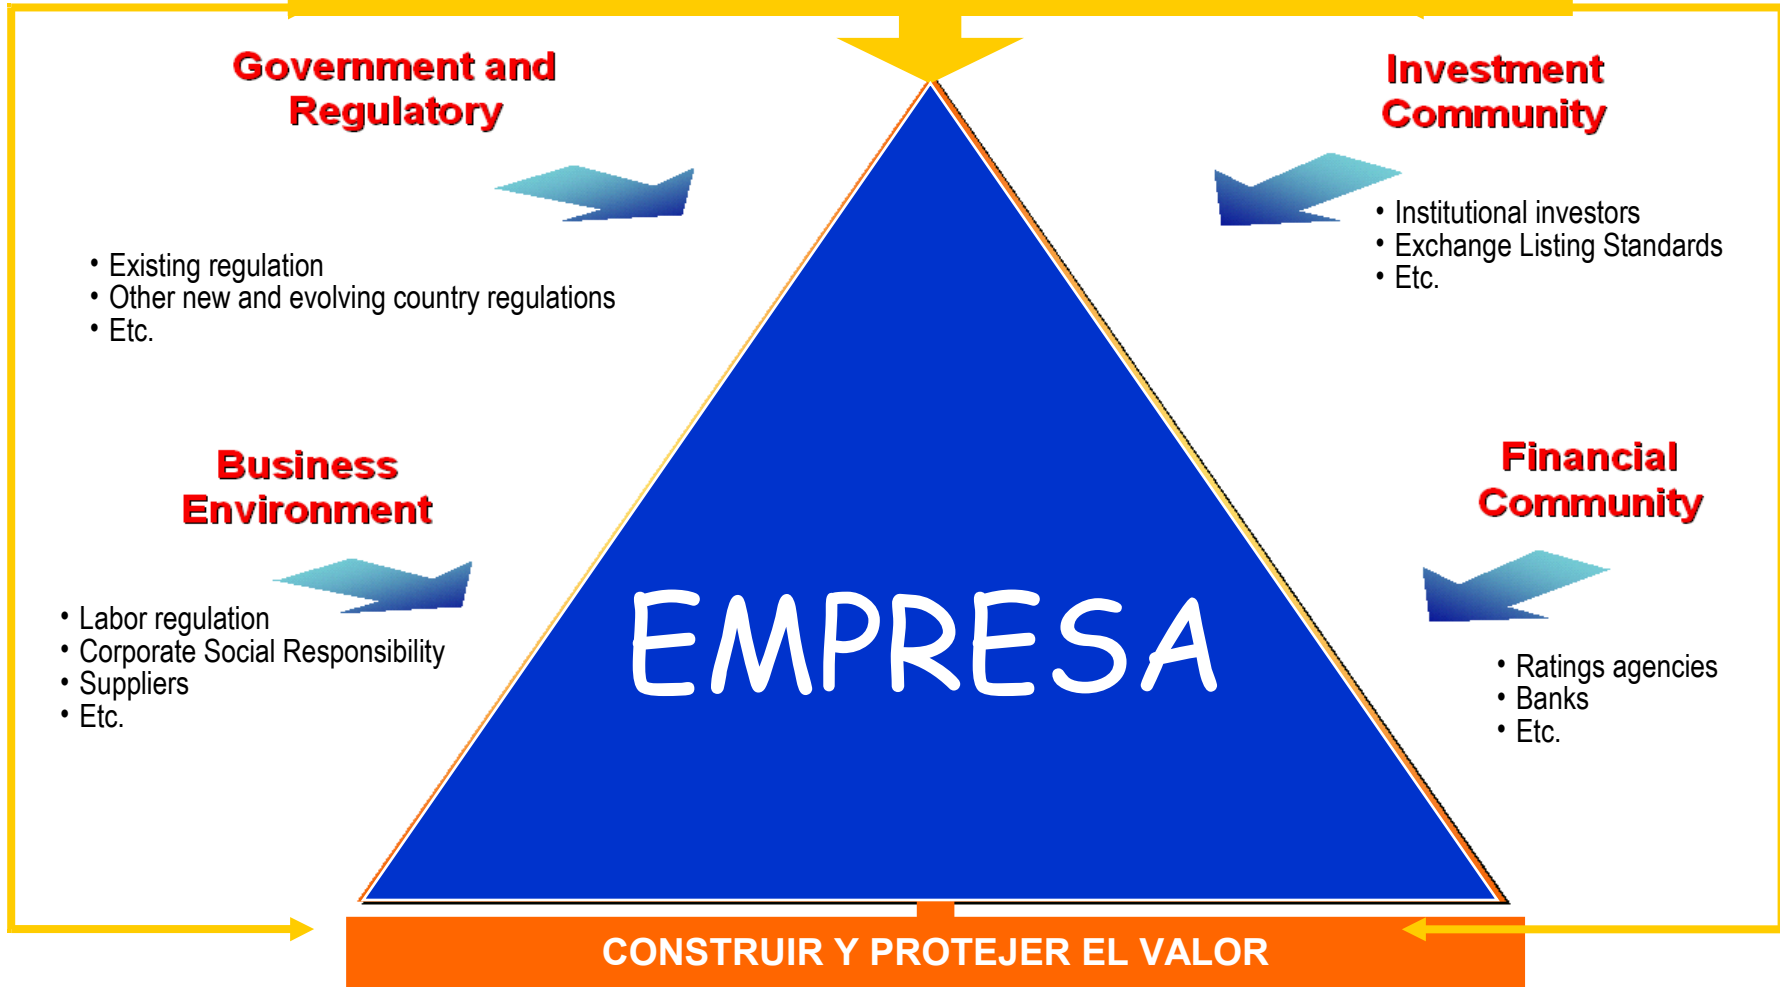 Government and
Regulatory
• Existing regulation
• Other new and evolving country regulations
• Etc.
Investment
Community
• Institutional investors
• Exchange Listing Standards
• Etc.
Business
Environment
• Labor regulation
• Corporate Social Responsibility
• Suppliers
• Etc.
Financial
Community
• Ratings agencies
• Banks
• Etc.
EMPRESA
CONSTRUIR Y PROTEJER EL VALOR